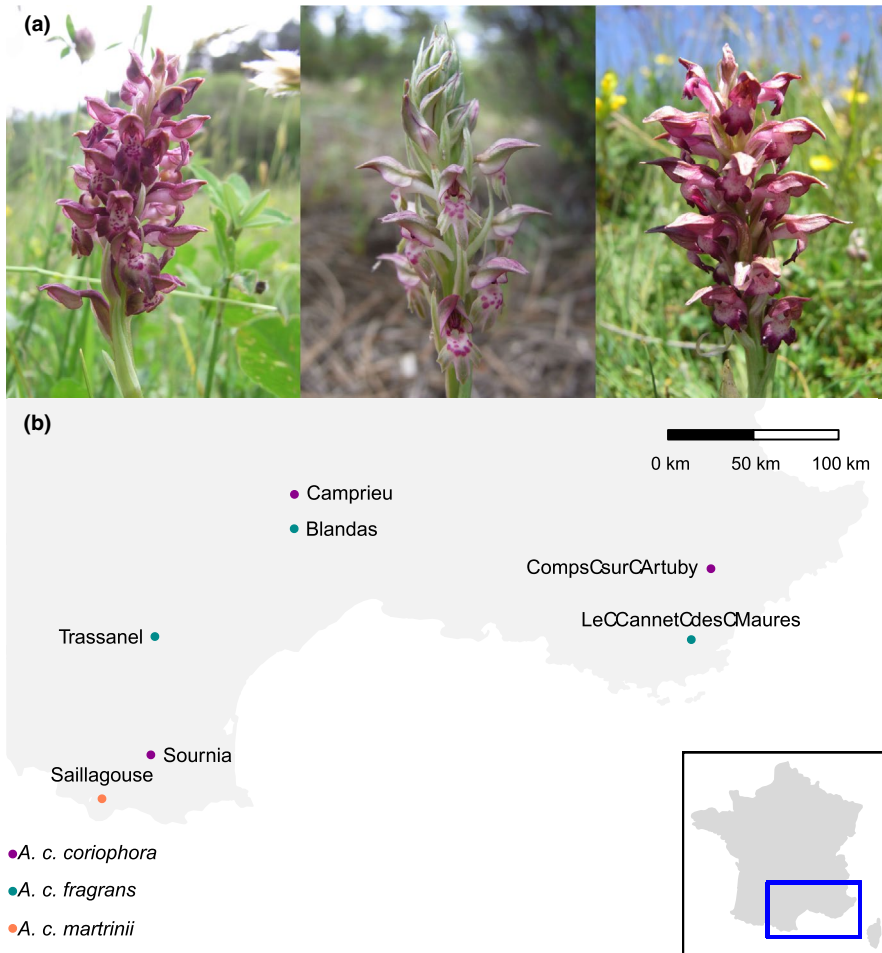 (a)
(b)
0 km 50 km 100 km
Camprieu
Blandas
CompsCsurCArtuby
LeCCannetCdesCMaures
Trassanel
Sournia
Saillagouse
A. c. coriophora
A. c. fragrans
A. c. martrinii